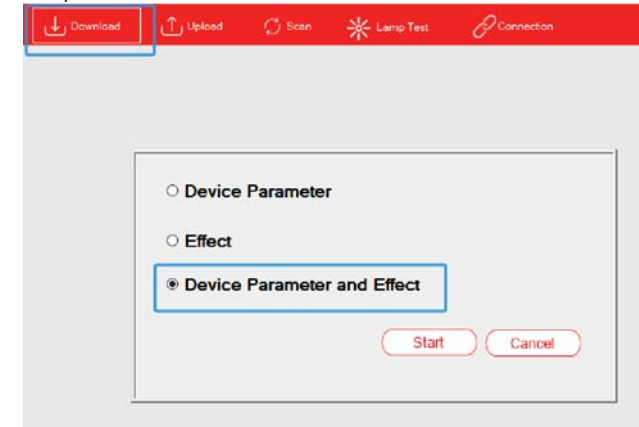 Download Upload Scan Lamp Test Connection
Device Parameter
Effect
Device Parameter and Effect
Start Cancel